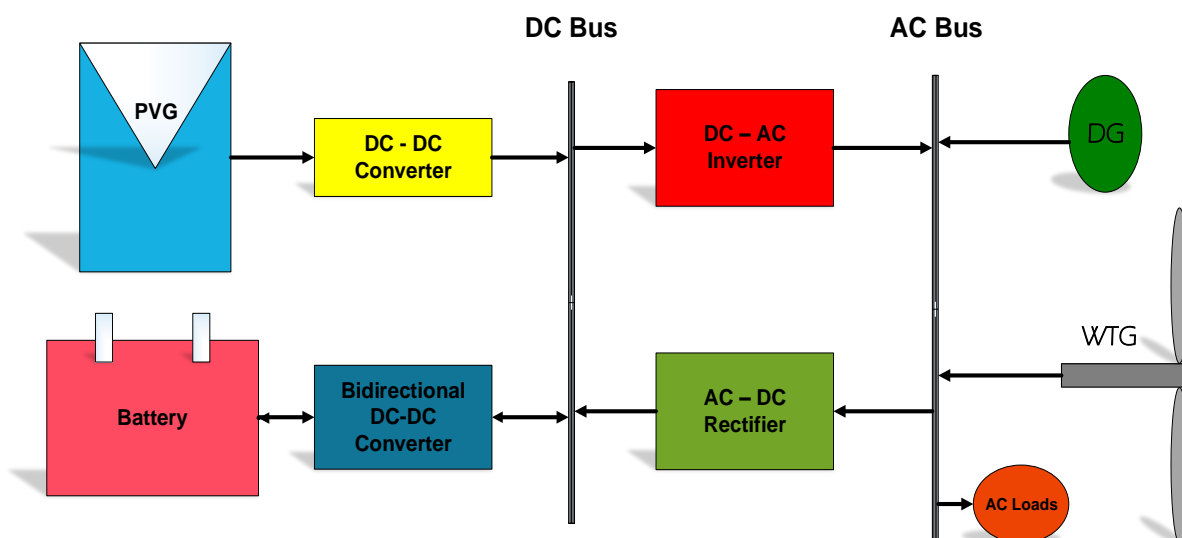 DC Bus
AC Bus
PVG
DC - DC
Converter
DC – AC
Inverter
DG
WTG
Battery
Bidirectional
DC-DC
Converter
AC – DC
Rectifier
AC Loads